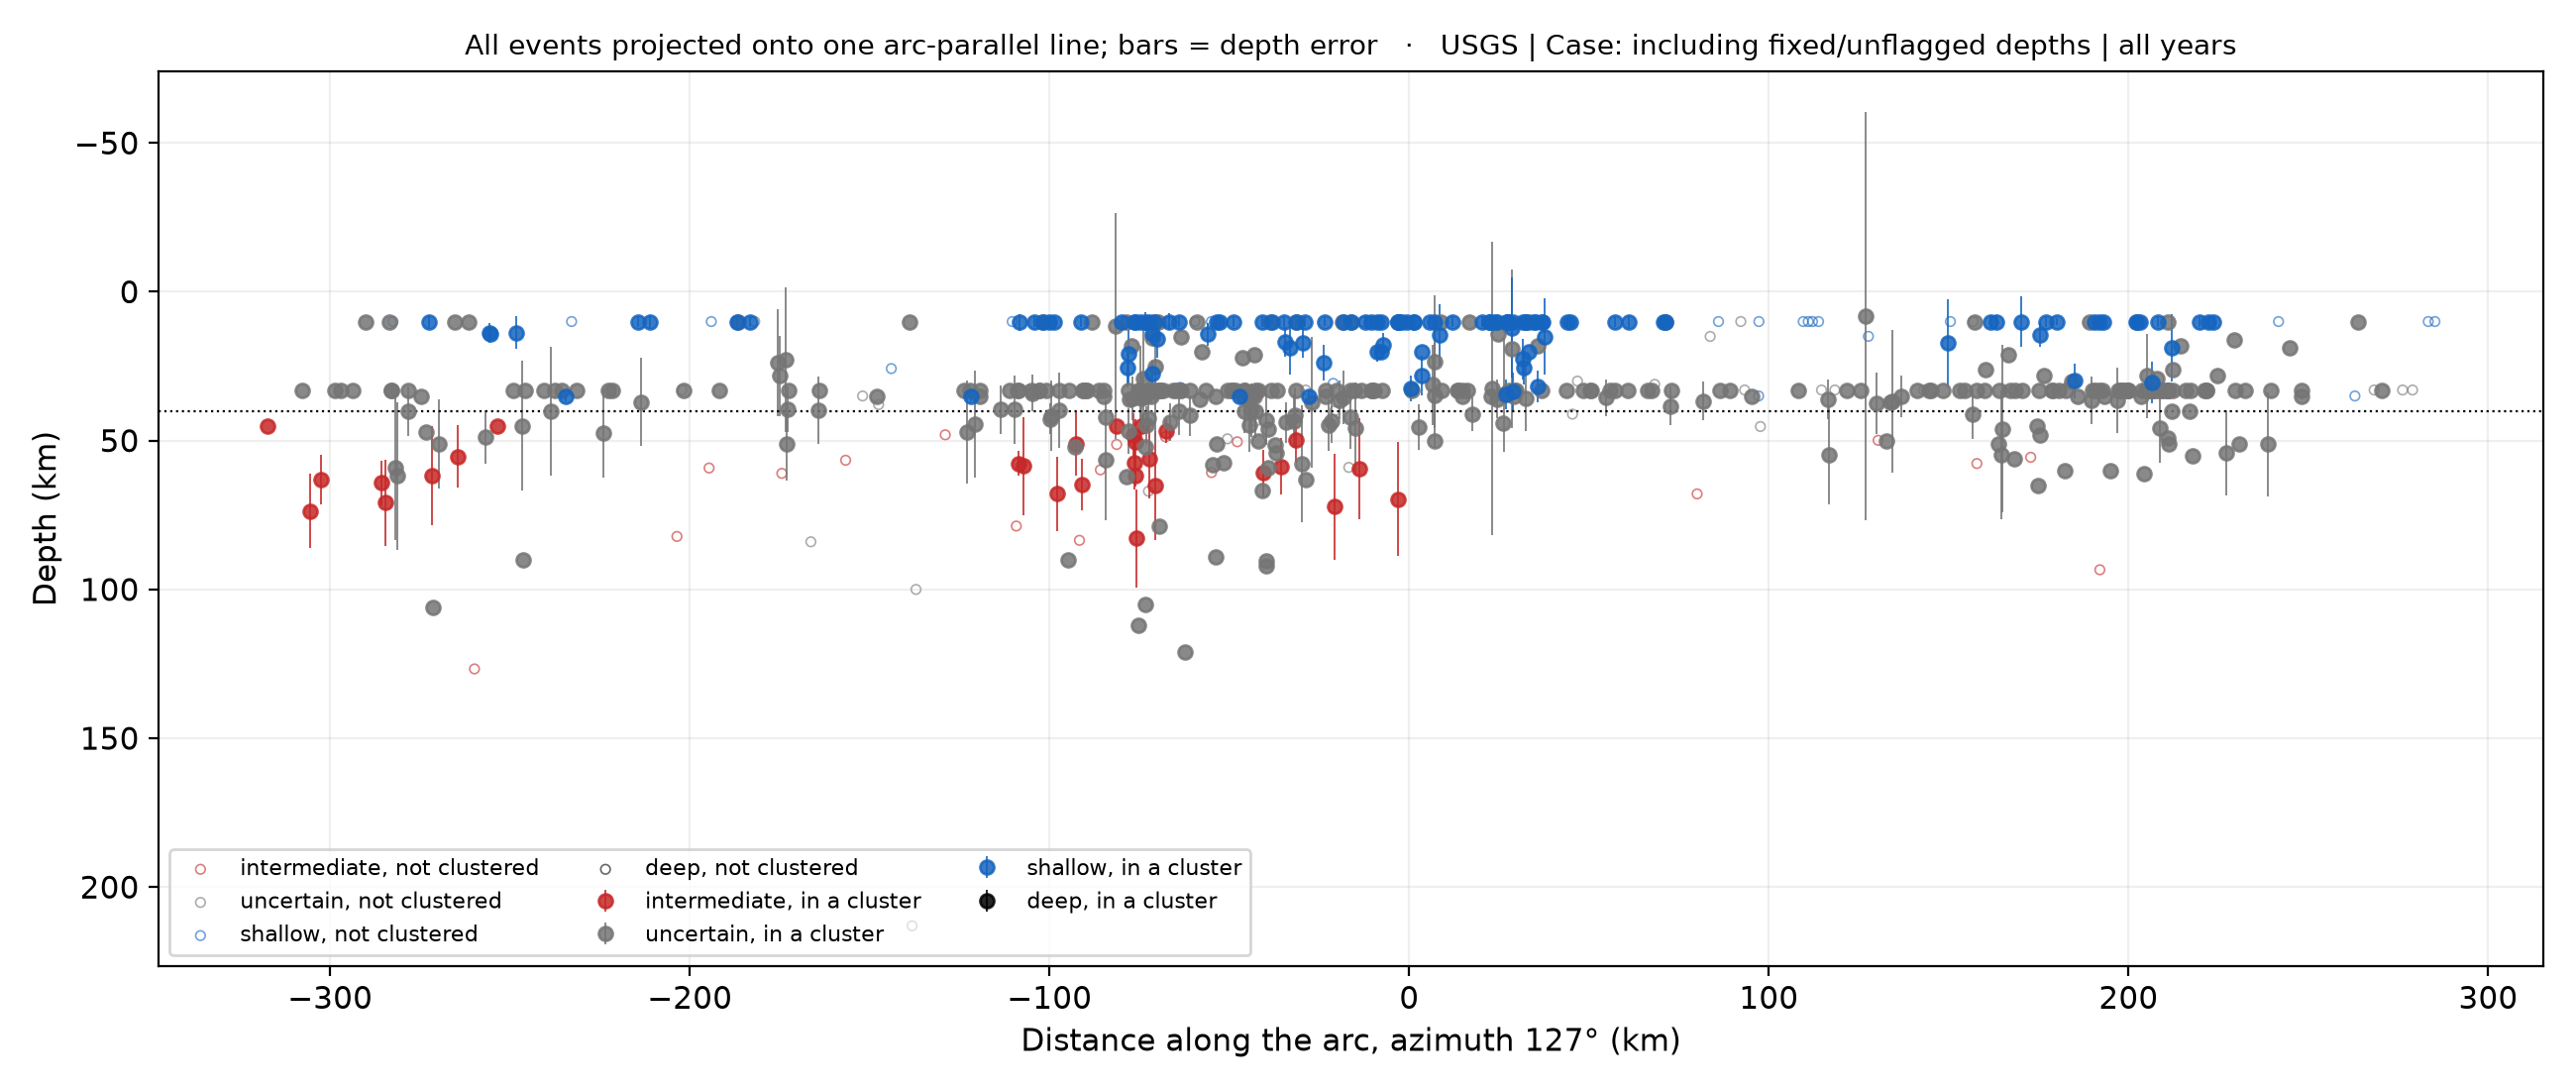 All events projected onto one arc-parallel line; bars = depth error · USGS | Case: including fixed/unflagged depths | all years
−50
0
50
100
150
200
Depth (km)
intermediate, not clustered
uncertain, not clustered
shallow, not clustered
deep, not clustered
intermediate, in a cluster
uncertain, in a cluster
shallow, in a cluster
deep, in a cluster
−300
−200
−100
0
100
200
300
Distance along the arc, azimuth 127° (km)